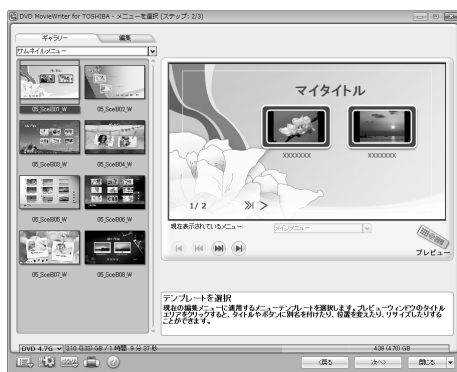 DVD MovieWriter for TOSHIBA - メニューを選択 (ステップ: 2/3)
ギャラリー
編集
サムネイルメニュー
05_SceB01_W
05_SceB02_W
05_SceB03_W
05_SceB04_W
05_SceB05_W
05_SceB06_W
05_SceB07_W
05_SceB08_W
マイタイトル
XXXXXXX
XXXXXXX
1/ 2
現在表示されているメニュー:
メインメニュー
プレビュー
テンプレートを選択
現在の編集メニューに適用するメニューテンプレートを選択します。プレビューウィンドウのタイトル
エリアをクリックすると、タイトルやボタンに別名を付けたり、位置を変えたり、リサイズしたりする
ことができます。
DVD 4.7G
4.38 (4.70) GB
<戻る
次へ>
閉じる